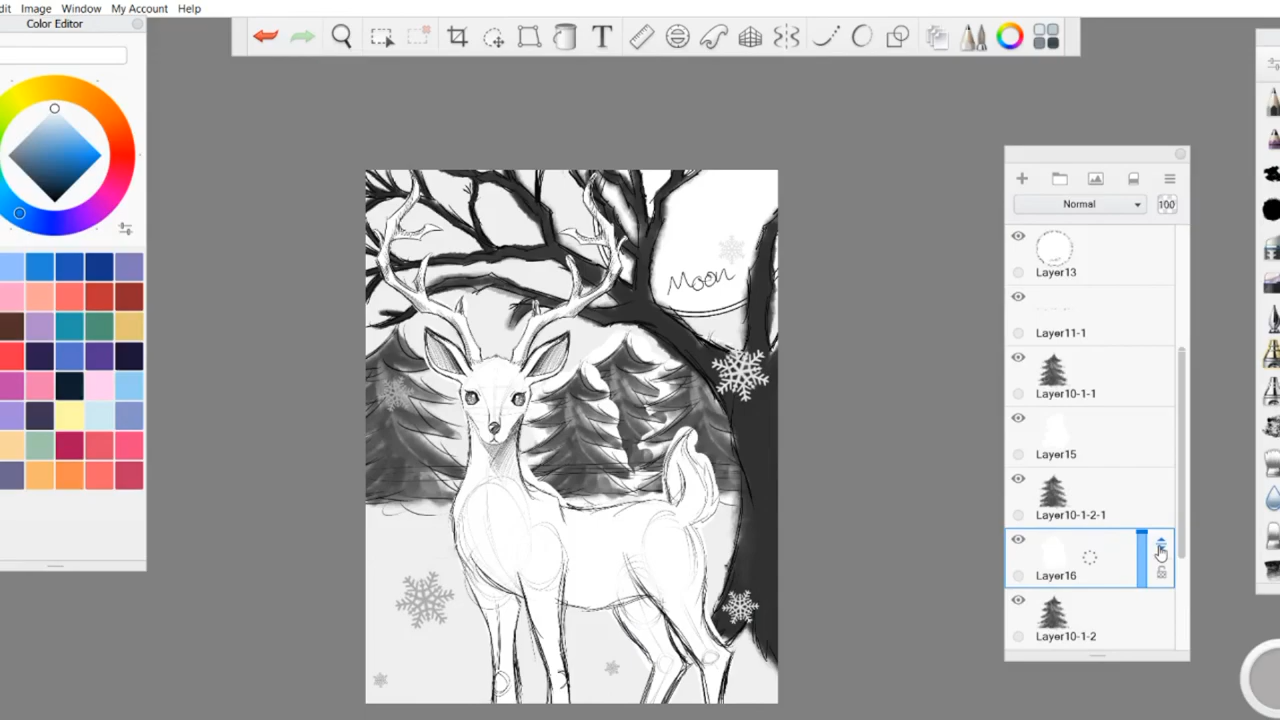 dit Image Window My Account Help
Color Editor
T
Normal
100
Layer13
Layer11-1
Layer10-1-1
Layer15
Layer10-1-2-1
Layer16
Layer10-1-2
Moon